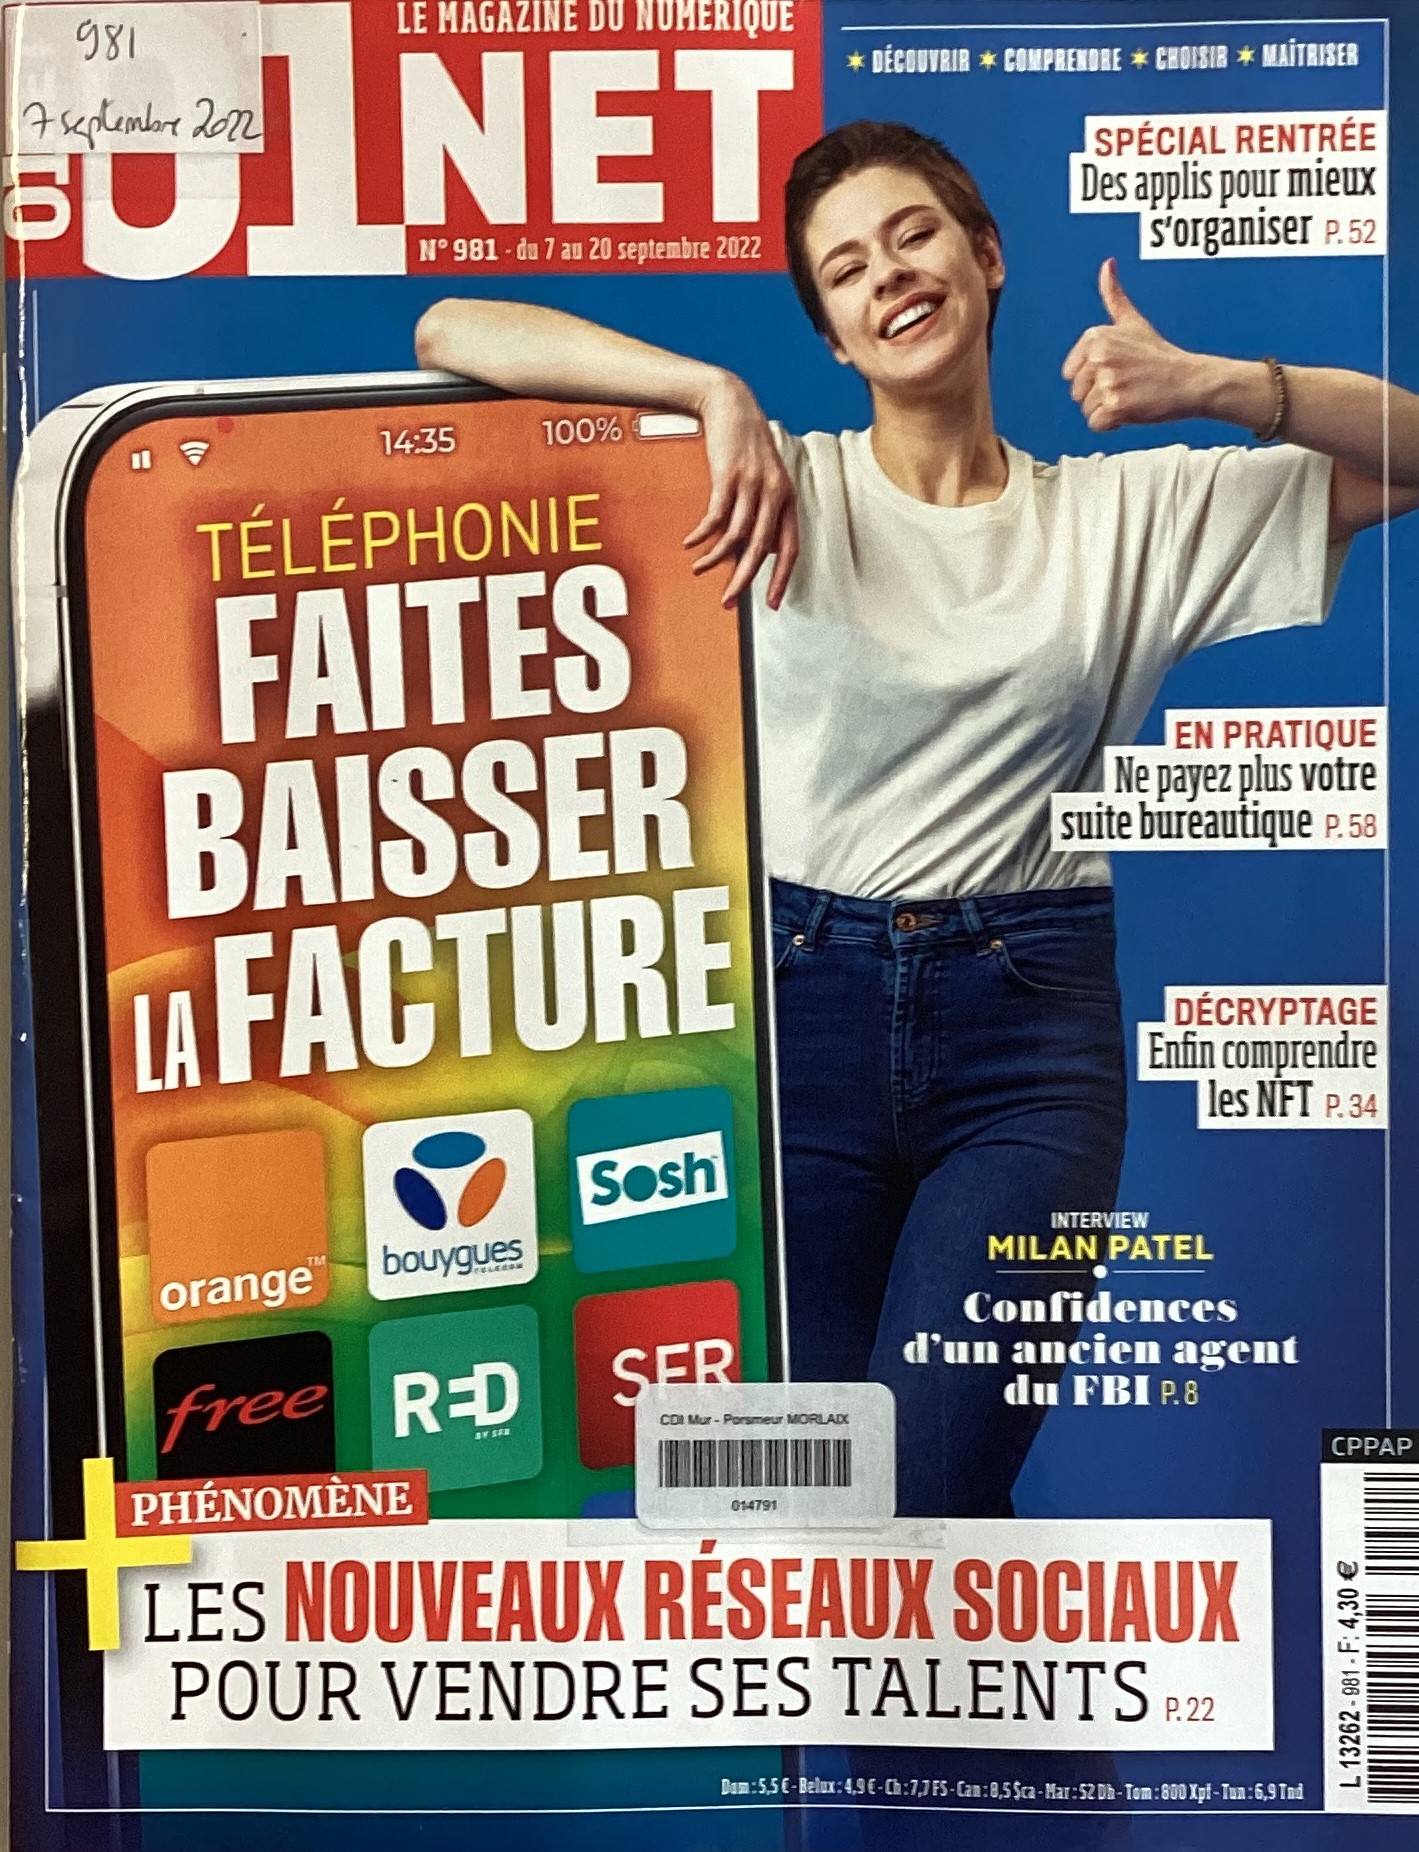 981
7 septembre 2022
LE MAGAZINE DU NUMÉRIQUE
01NET
N° 981 - du 7 au 20 septembre 2022
DÉCOUVRIR ★ COMPRENDRE ★ CHOISIR ★ MAÎTRISER
SPÉCIAL RENTRÉE
Des applis pour mieux
s'organiser P. 52
14:35 100%
TÉLÉPHONIE
FAITES
BAISSER
LA FACTURE
orange™
bouygues
TELECOM
Sosh
free
RED
BY SFR
SFR
EN PRATIQUE
Ne payez plus votre
suite bureautique P. 58
DÉCRYPTAGE
Enfin comprendre
les NFT P. 34
INTERVIEW
MILAN PATEL
Confidences
d'un ancien agent
du FBI P. 8
CDI Mur - Porsmeur MORLAIX
014791
+ PHÉNOMÈNE
LES NOUVEAUX RÉSEAUX SOCIAUX
POUR VENDRE SES TALENTS P. 22
CPPAP
L 13262 - 981 - F: 4,30 €
Dom : 5,5 € - Belux : 4,9 € - Ch : 7,7 FS - Can : 8,5 $ca - Mar : 52 Dh - Tom : 800 Xpf - Tun : 6,9 Tnd